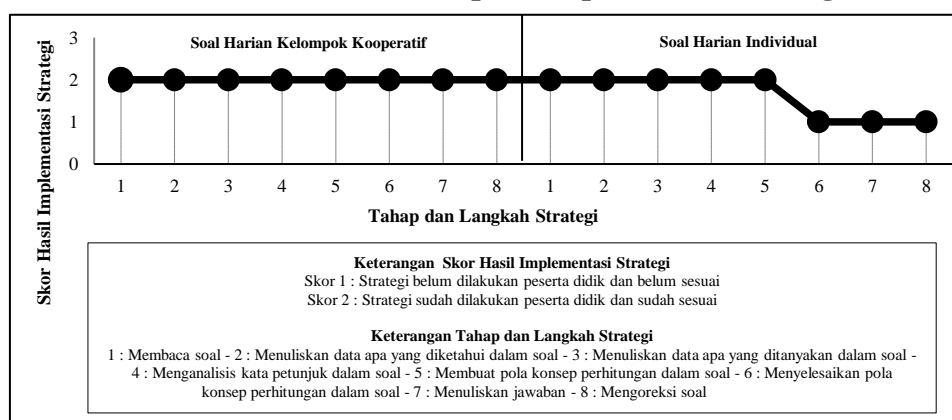 Soal Harian Kelompok Kooperatif
Soal Harian Individual
Skor Hasil Implementasi Strategi
3
2
1
0
1 2 3 4 5 6 7 8 1 2 3 4 5 6 7 8
Tahap dan Langkah Strategi
Keterangan Skor Hasil Implementasi Strategi
Skor 1 : Strategi belum dilakukan peserta didik dan belum sesuai
Skor 2 : Strategi sudah dilakukan peserta didik dan sudah sesuai
Keterangan Tahap dan Langkah Strategi
1 : Membaca soal - 2 : Menuliskan data apa yang diketahui dalam soal - 3 : Menuliskan data apa yang ditanyakan dalam soal -
4 : Menganalisis kata petunjuk dalam soal - 5 : Membuat pola konsep perhitungan dalam soal - 6 : Menyelesaikan pola
konsep perhitungan dalam soal - 7 : Menuliskan jawaban - 8 : Mengoreksi soal